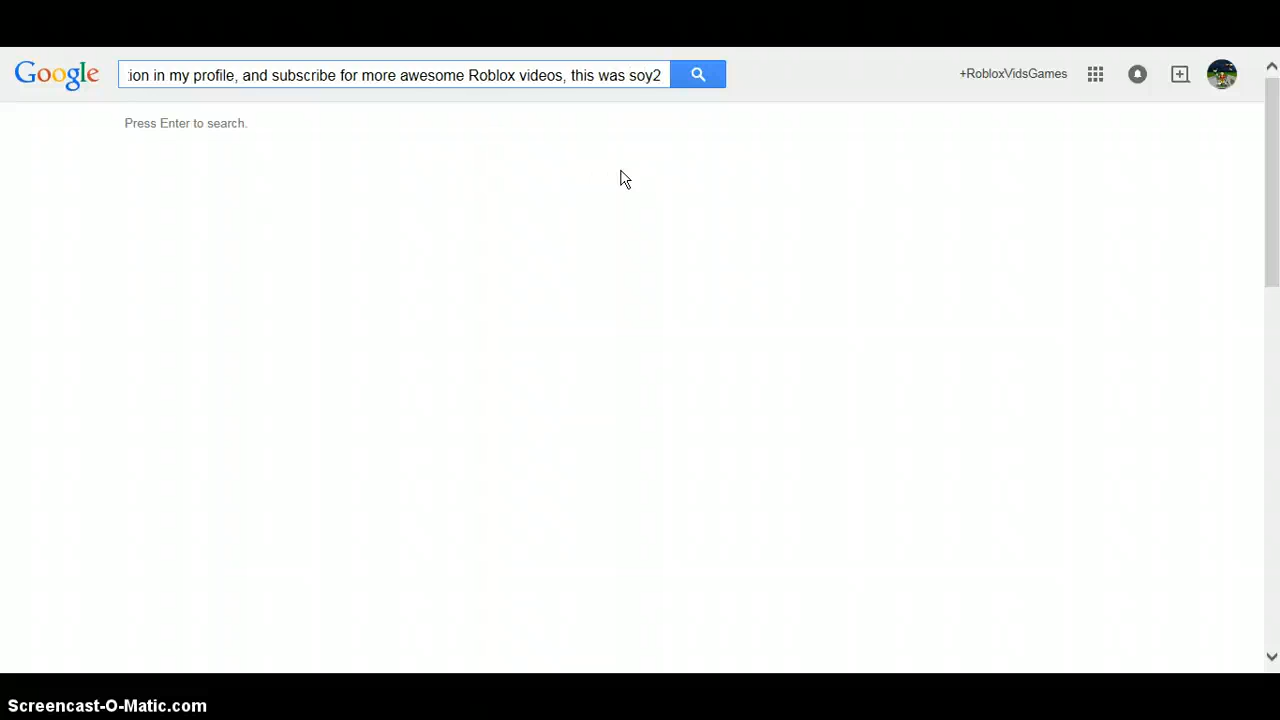 Google
:ion in my profile, and subscribe for more awesome Roblox videos, this was soy2
+RobloxVidsGames
Press Enter to search.
Screencast-O-Matic.com